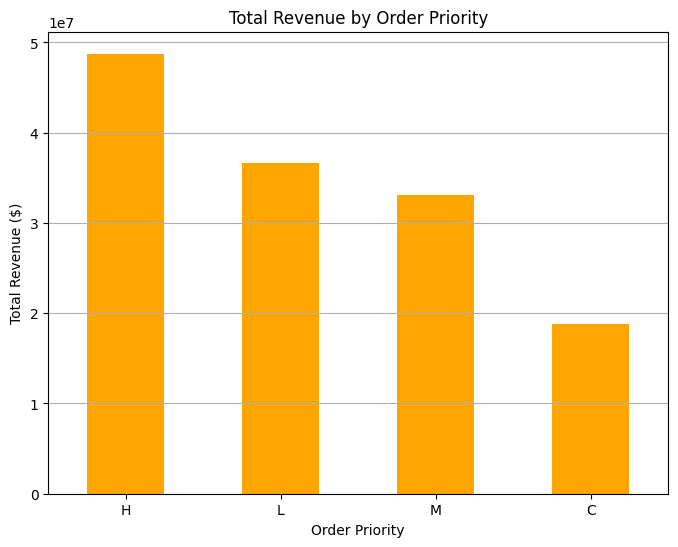 Total Revenue by Order Priority
1e7
5
4
3
2
1
0
Total Revenue ($)
H L M C
Order Priority